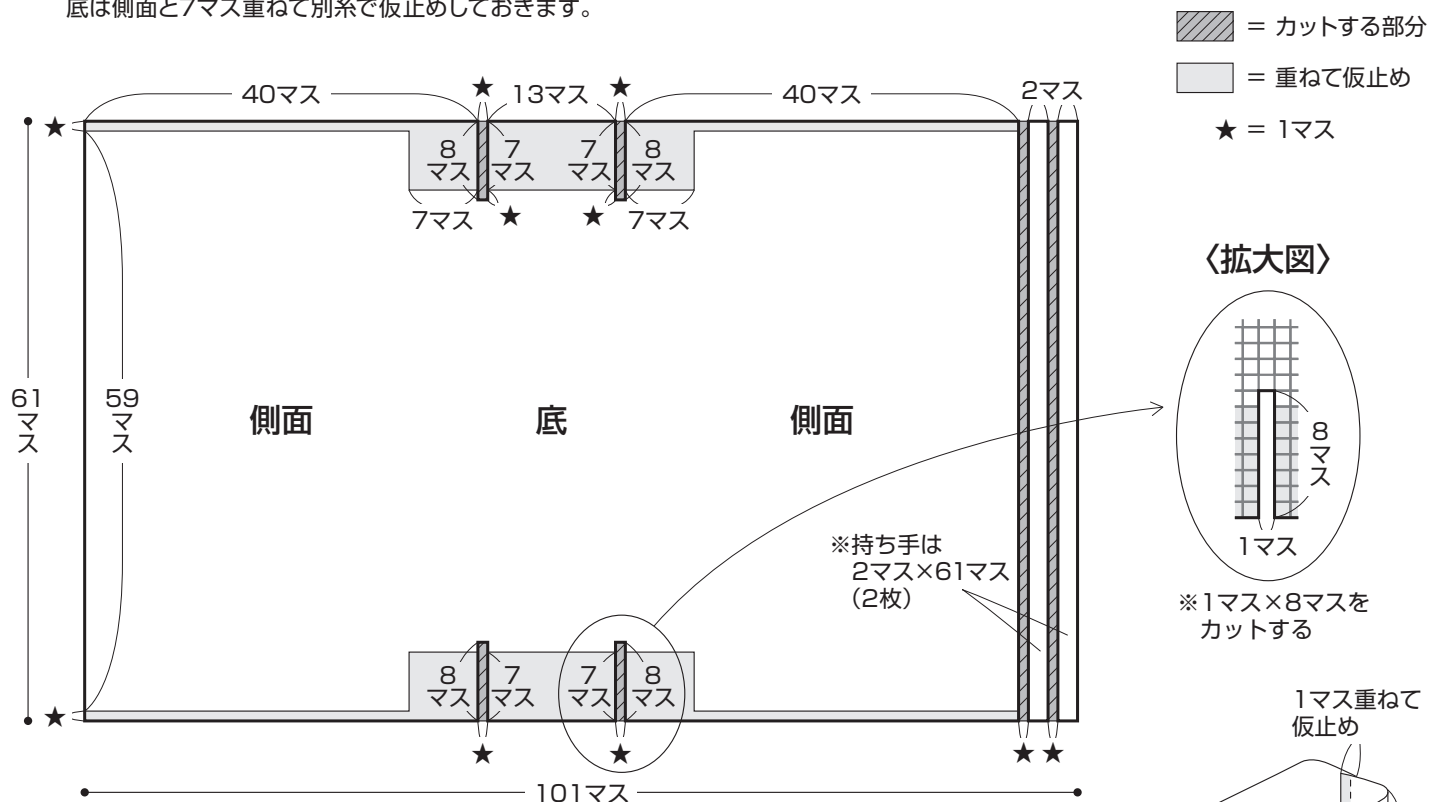 底は側面と7マス重ねて別糸で仮止めしておきます。
= カットする部分
= 重ねて仮止め
★ = 1マス
★
40マス
★
13マス
★
40マス
2マス
8
マス
7
マス
7
マス
8
マス
7マス
★
★
7マス
〈拡大図〉
8
マス
1マス
※1マス×8マスを
カットする
61
マス
59
マス
側面
底
側面
※持ち手は
2マス×61マス
(2枚)
8
マス
7
マス
7
マス
8
マス
★
★
★
★
★
101マス
1マス重ねて
仮止め